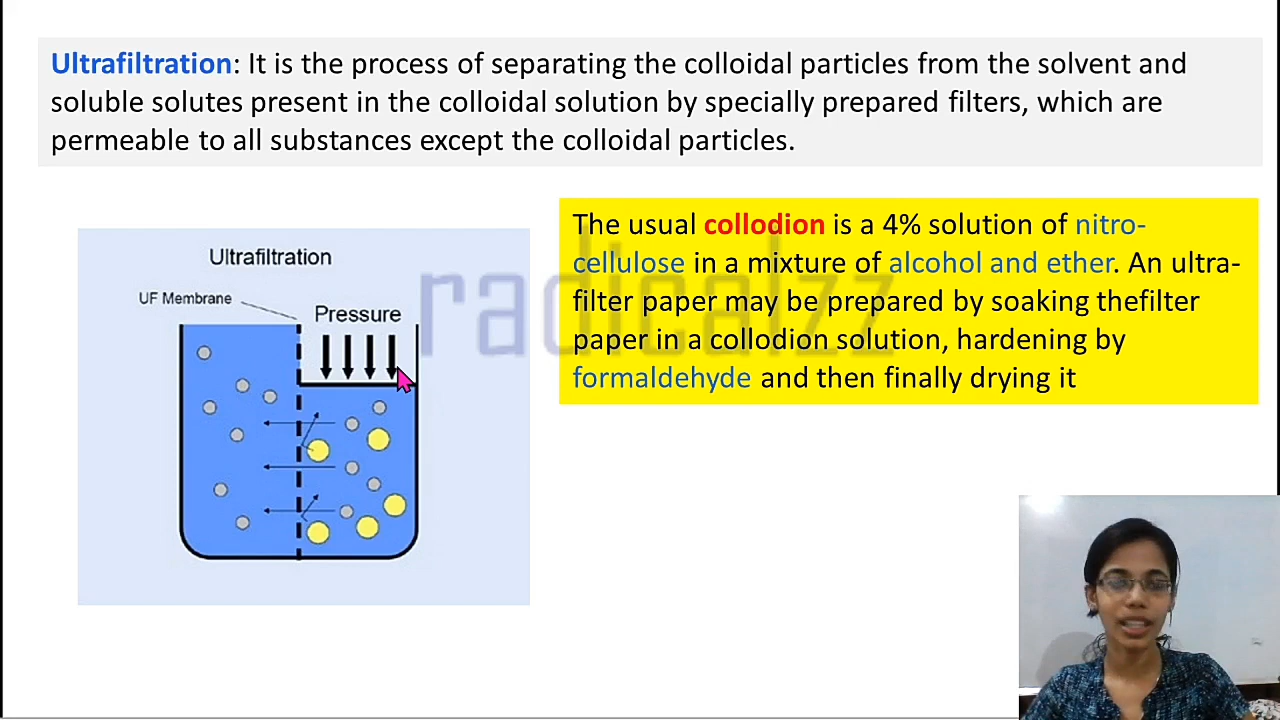 Ultrafiltration: It is the process of separating the colloidal particles from the solvent and
soluble solutes present in the colloidal solution by specially prepared filters, which are
permeable to all substances except the colloidal particles.
The usual collodion is a 4% solution of nitro-
cellulose in a mixture of alcohol and ether. An ultra-
filter paper may be prepared by soaking thefilter
paper in a collodion solution, hardening by
formaldehyde and then finally drying it
Ultrafiltration
UF Membrane
Pressure
radicalzz